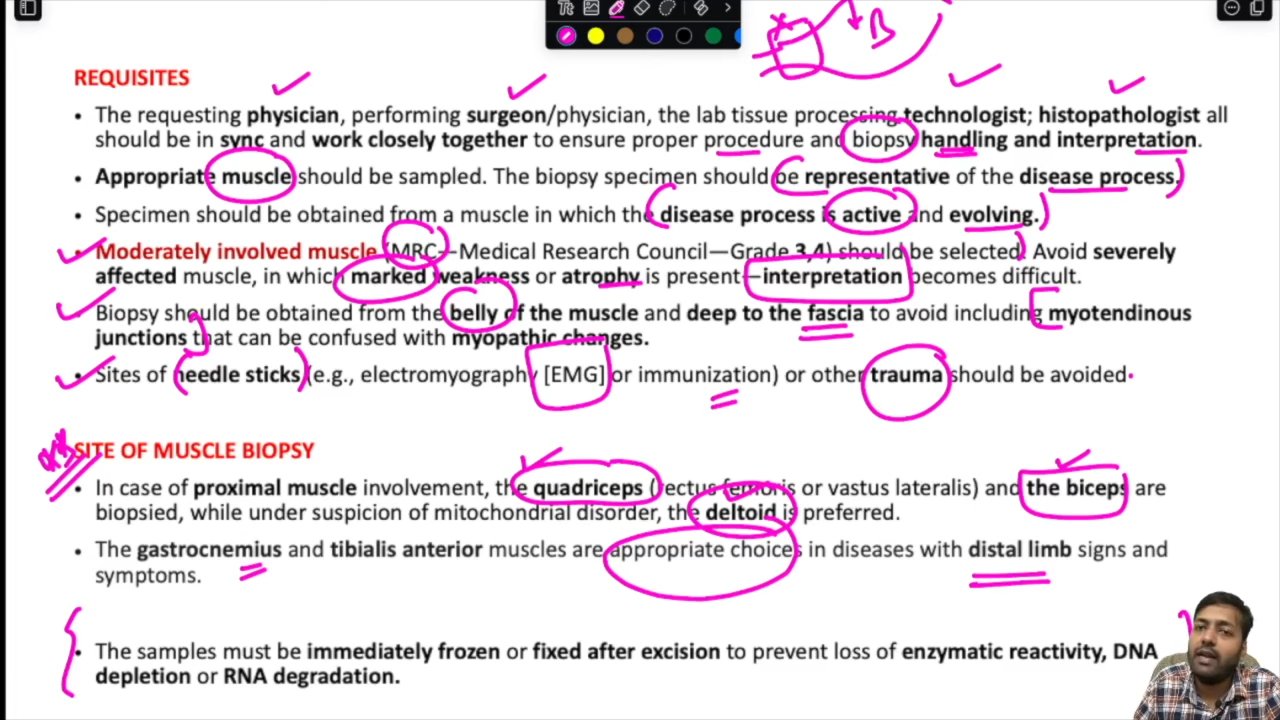 Tt
B
REQUISITES
• The requesting physician, performing surgeon/physician, the lab tissue processing technologist; histopathologist all
should be in sync and work closely together to ensure proper procedure and biopsy handling and interpretation.
• Appropriate muscle should be sampled. The biopsy specimen should be representative of the disease process.
• Specimen should be obtained from a muscle in which the disease process is active and evolving.
• Moderately involved muscle (MRC—Medical Research Council—Grade 3,4) should be selected. Avoid severely
affected muscle, in which marked weakness or atrophy is present—interpretation becomes difficult.
• Biopsy should be obtained from the belly of the muscle and deep to the fascia to avoid including myotendinous
junctions that can be confused with myopathic changes.
• Sites of needle sticks (e.g., electromyography [EMG] or immunization) or other trauma should be avoided.
SITE OF MUSCLE BIOPSY
• In case of proximal muscle involvement, the quadriceps (rectus femoris or vastus lateralis) and the biceps are
biopsied, while under suspicion of mitochondrial disorder, the deltoid is preferred.
• The gastrocnemius and tibialis anterior muscles are appropriate choices in diseases with distal limb signs and
symptoms.
• The samples must be immediately frozen or fixed after excision to prevent loss of enzymatic reactivity, DNA
depletion or RNA degradation.